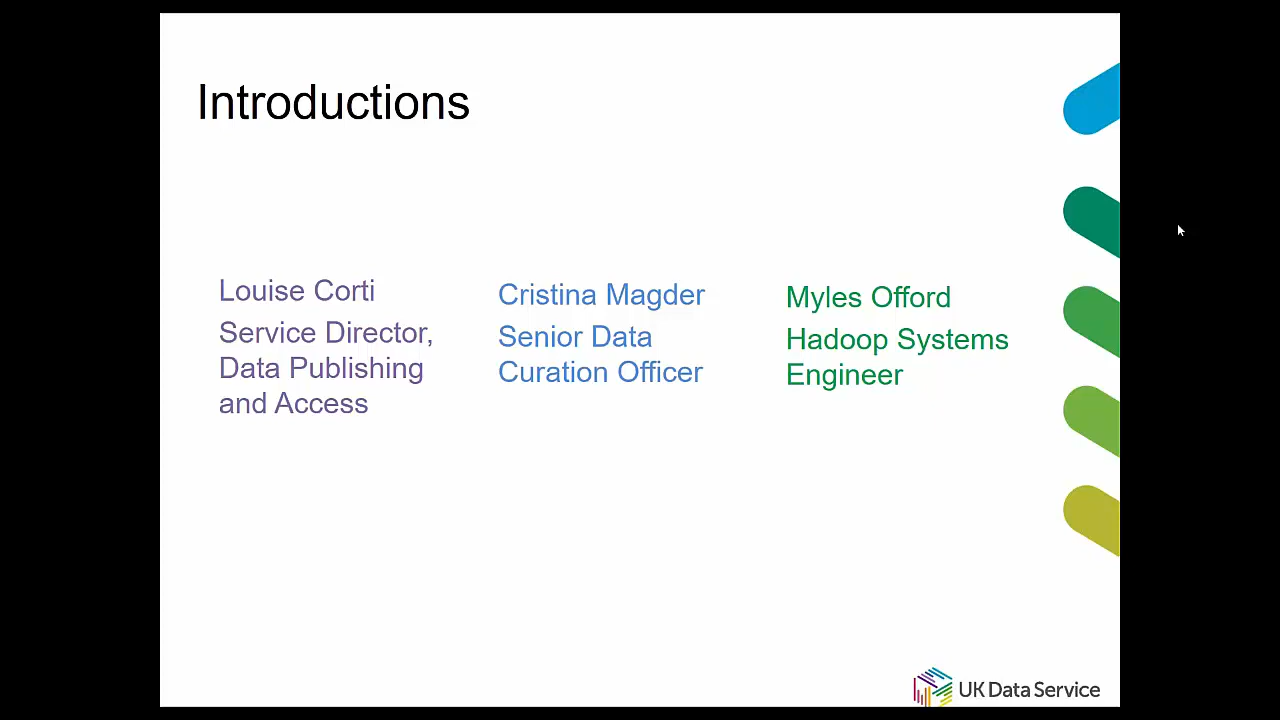 Introductions
Louise Corti
Service Director,
Data Publishing
and Access
Cristina Magder
Senior Data
Curation Officer
Myles Offord
Hadoop Systems
Engineer
UK Data Service